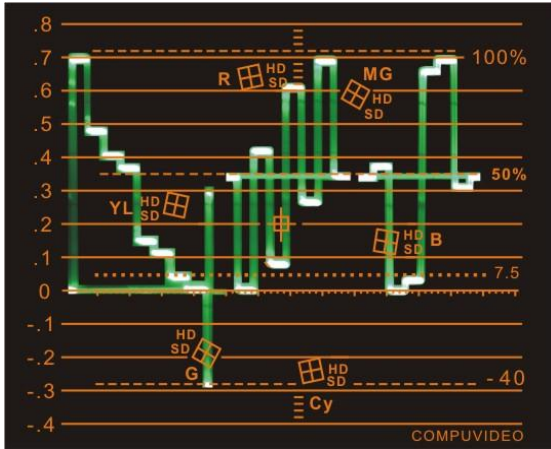 .8
.7
100%
R
HD
SD
MG
HD
SD
.6
.5
.4
50%
.3
YL
HD
SD
.2
HD
SD
B
.1
7.5
0
-.1
HD
SD
-.2
G
HD
SD
-.3
-40
Cy
-.4
COMPUVIDEO